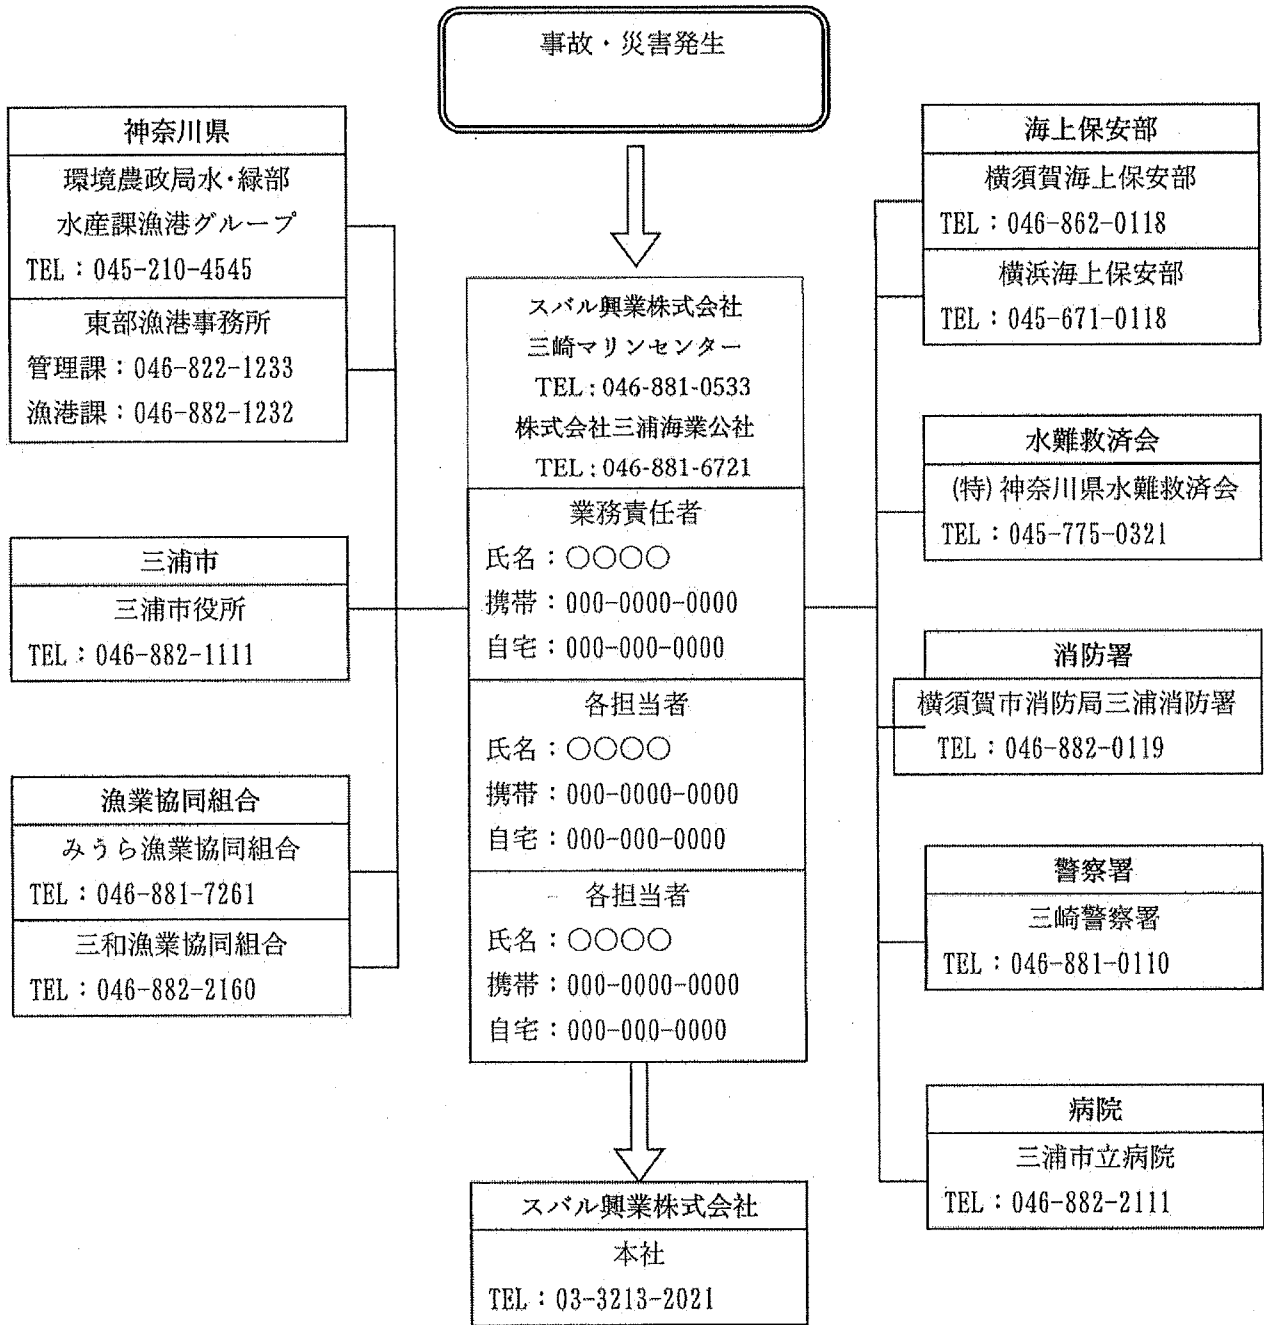 事故・災害発生
神奈川県
環境農政局水・緑部
水産課漁港グループ
TEL：045-210-4545
東部漁港事務所
管理課：046-822-1233
漁港課：046-882-1232
三浦市
三浦市役所
TEL：046-882-1111
漁業協同組合
みうら漁業協同組合
TEL：046-881-7261
三和漁業協同組合
TEL：046-882-2160
スバル興業株式会社
三崎マリンセンター
TEL：046-881-0533
株式会社三浦海業公社
TEL：046-881-6721
業務責任者
氏名：○○○○
携帯：000-0000-0000
自宅：000-000-0000
各担当者
氏名：○○○○
携帯：000-0000-0000
自宅：000-000-0000
各担当者
氏名：○○○○
携帯：000-0000-0000
自宅：000-000-0000
スバル興業株式会社
本社
TEL：03-3213-2021
海上保安部
横須賀海上保安部
TEL：046-862-0118
横浜海上保安部
TEL：045-671-0118
水難救済会
(特)神奈川県水難救済会
TEL：045-775-0321
消防署
横須賀市消防局三浦消防署
TEL：046-882-0119
警察署
三崎警察署
TEL：046-881-0110
病院
三浦市立病院
TEL：046-882-2111